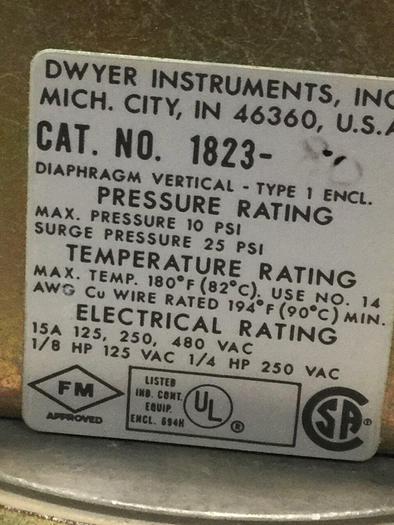 DWYER INSTRUMENTS, INC
MICH. CITY, IN 46360, U.S.A
CAT. NO. 1823-
DIAPHRAGM VERTICAL - TYPE 1 ENCL.
PRESSURE RATING
MAX. PRESSURE 10 PSI
SURGE PRESSURE 25 PSI
TEMPERATURE RATING
MAX. TEMP. 180°F (82°C), USE NO. 14
AWG Cu WIRE RATED 194°F (90°C) MIN.
ELECTRICAL RATING
15A 125, 250, 480 VAC
1/8 HP 125 VAC 1/4 HP 250 VAC
FM
APPROVED
LISTED
IND. CONT.
EQUIP.
ENCL. 694H
UL
®
SA
®